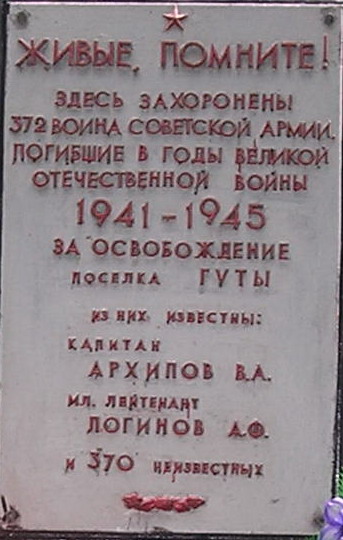 ЖИВЫЕ, ПОМНИТЕ!
ЗДЕСЬ ЗАХОРОНЕНЫ
372 ВОИНА СОВЕТСКОЙ АРМИИ,
ПОГИБШИЕ В ГОДЫ ВЕЛИКОЙ
ОТЕЧЕСТВЕННОЙ ВОЙНЫ
1941-1945
ЗА ОСВОБОЖДЕНИЕ
ПОСЕЛКА ГУТЫ
ИЗ НИХ ИЗВЕСТНЫ:
КАПИТАН
АРХИПОВ В.А.
МЛ. ЛЕЙТЕНАНТ
ЛОГИНОВ А.Ф.
И 370 НЕИЗВЕСТНЫХ